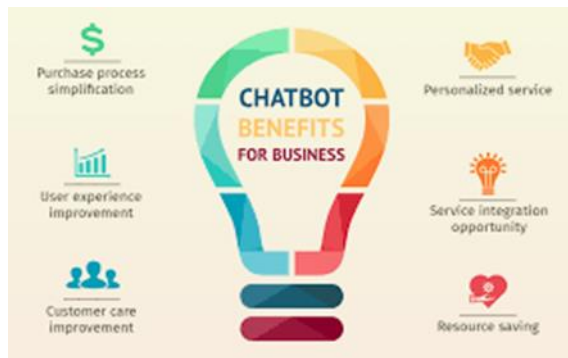 CHATBOT
BENEFITS
FOR BUSINESS
Purchase process
simplification
User experience
improvement
Customer care
improvement
Personalized service
Service integration
opportunity
Resource saving